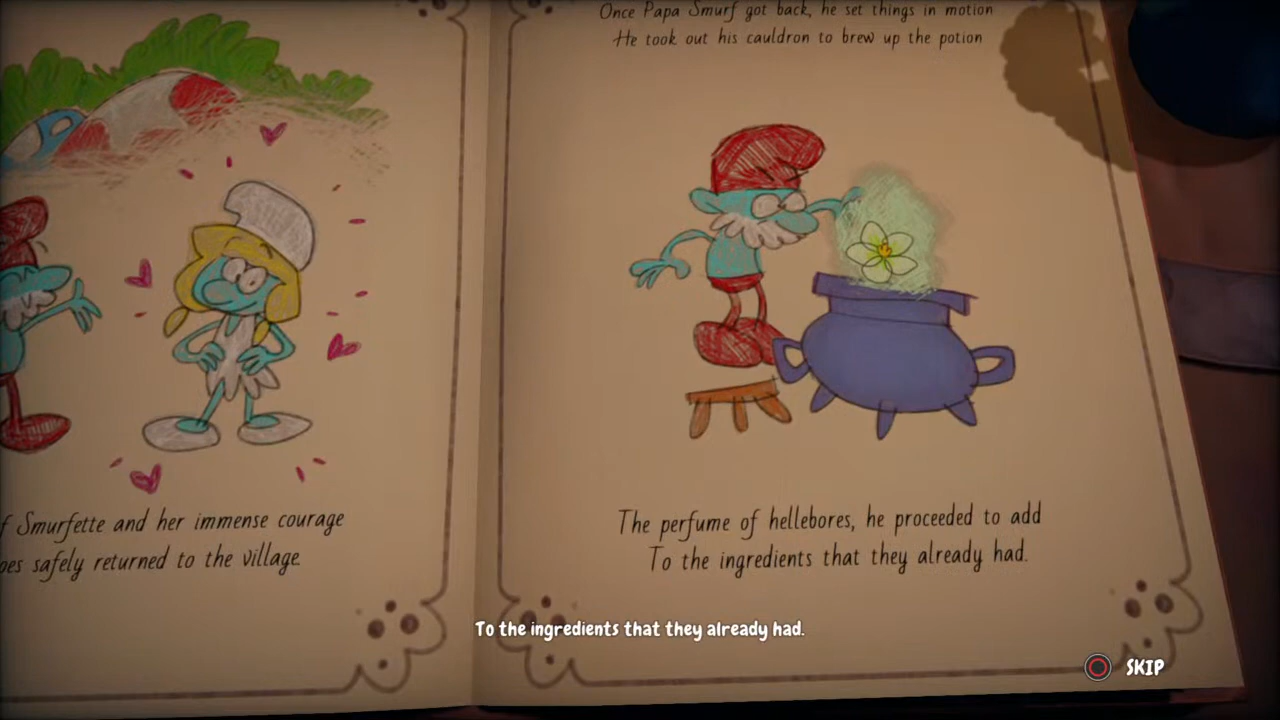 f Smurfette and her immense courage
oes safely returned to the village.
Once Papa Smurf got back, he set things in motion
He took out his cauldron to brew up the potion
The perfume of hellebores, he proceeded to add
To the ingredients that they already had.
To the ingredients that they already had.
SKIP